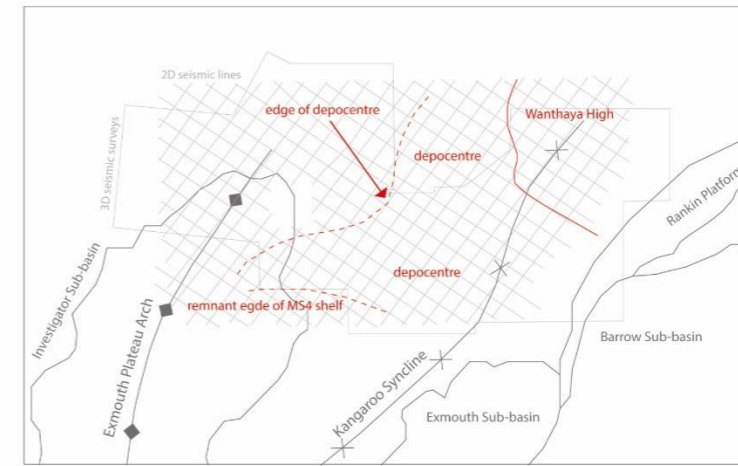 2D seismic lines
edge of depocentre
Wanthaya High
3D seismic surveys
depocentre
Rankin Platform
Investigator Sub-basin
depocentre
remnant egde of MS4 shelf
Exmouth Plateau Arch
Barrow Sub-basin
Kangaroo Syncline
Exmouth Sub-basin